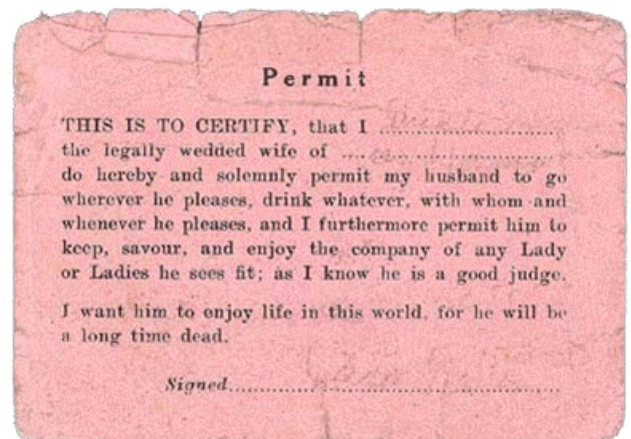 Permit
THIS IS TO CERTIFY, that I ..............................
the legally wedded wife of ..............................
do hereby and solemnly permit my husband to go
wherever he pleases, drink whatever, with whom and
whenever he pleases, and I furthermore permit him to
keep, savour, and enjoy the company of any Lady
or Ladies he sees fit; as I know he is a good judge.
I want him to enjoy life in this world, for he will be
a long time dead.
Signed..................................................